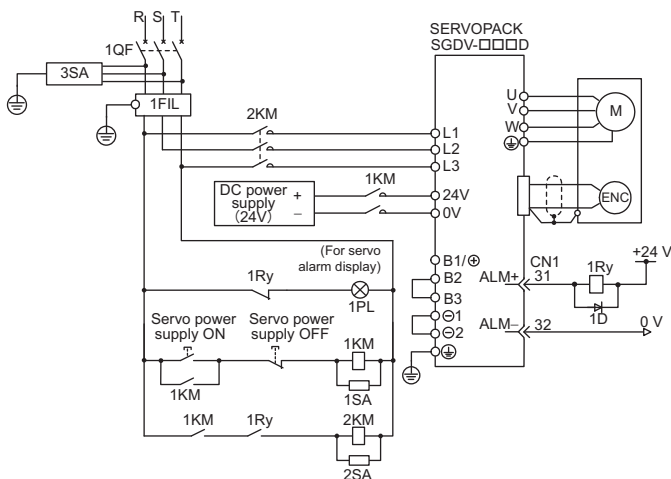 R S T
SERVOPACK
SGDV-□□□D
1QF
3SA
1FIL
2KM
U
V
W
M
L1
L2
L3
DC power
supply
(24V)
+
−
1KM
24V
0V
ENC
(For servo
alarm display)
B1/⊕
B2
B3
⊖1
⊖2
1Ry
1PL
CN1
ALM+ 31
1Ry
+24 V
1D
ALM− 32
0 V
Servo power
supply ON
Servo power
supply OFF
1KM
1KM
1SA
1KM
1Ry
2KM
2SA